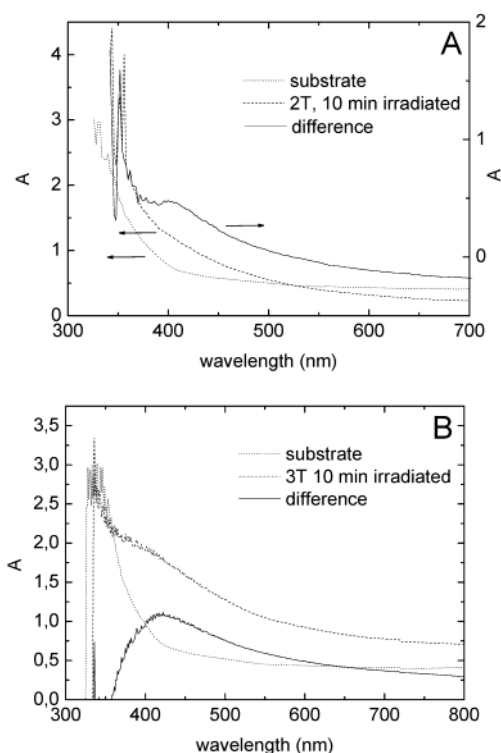 A
substrate
2T, 10 min irradiated
difference
4
3
2
1
0
A
2
1
0
A
300 400 500 600 700
wavelength (nm)
B
substrate
3T 10 min irradiated
difference
3,5
3,0
2,5
2,0
1,5
1,0
0,5
0,0
A
300 400 500 600 700 800
wavelength (nm)